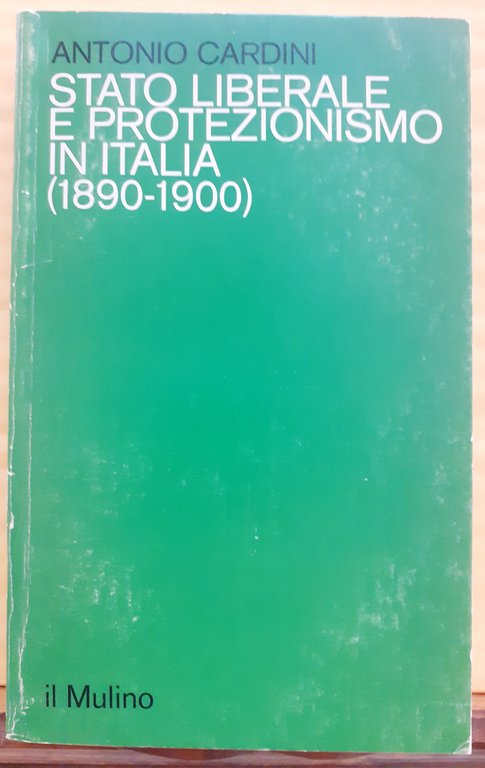 ANTONIO CARDINI
STATO LIBERALE
E PROTEZIONISMO
IN ITALIA
(1890-1900)
il Mulino